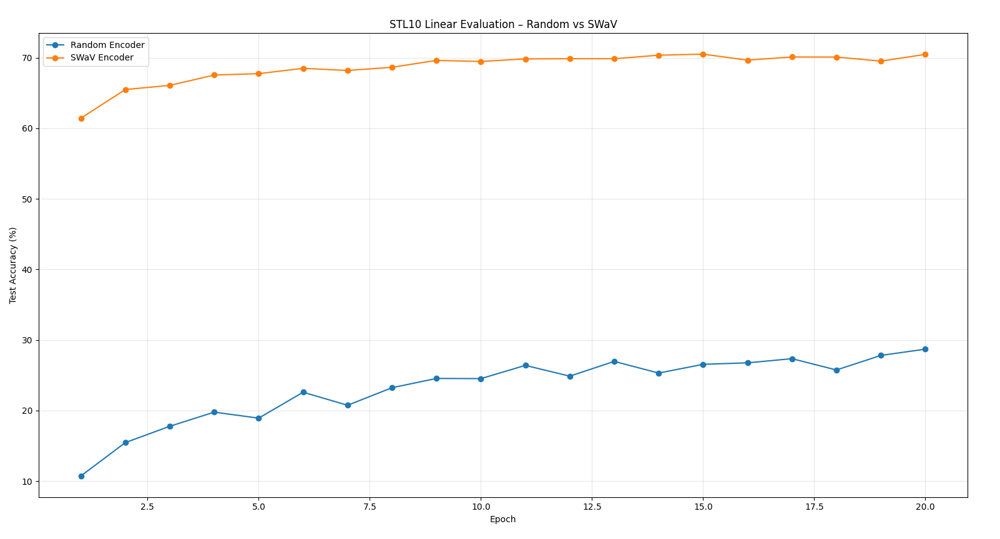 STL10 Linear Evaluation – Random vs SWaV
Random Encoder
SWaV Encoder
Test Accuracy (%)
70
60
50
40
30
20
10
2.5 5.0 7.5 10.0 12.5 15.0 17.5 20.0
Epoch